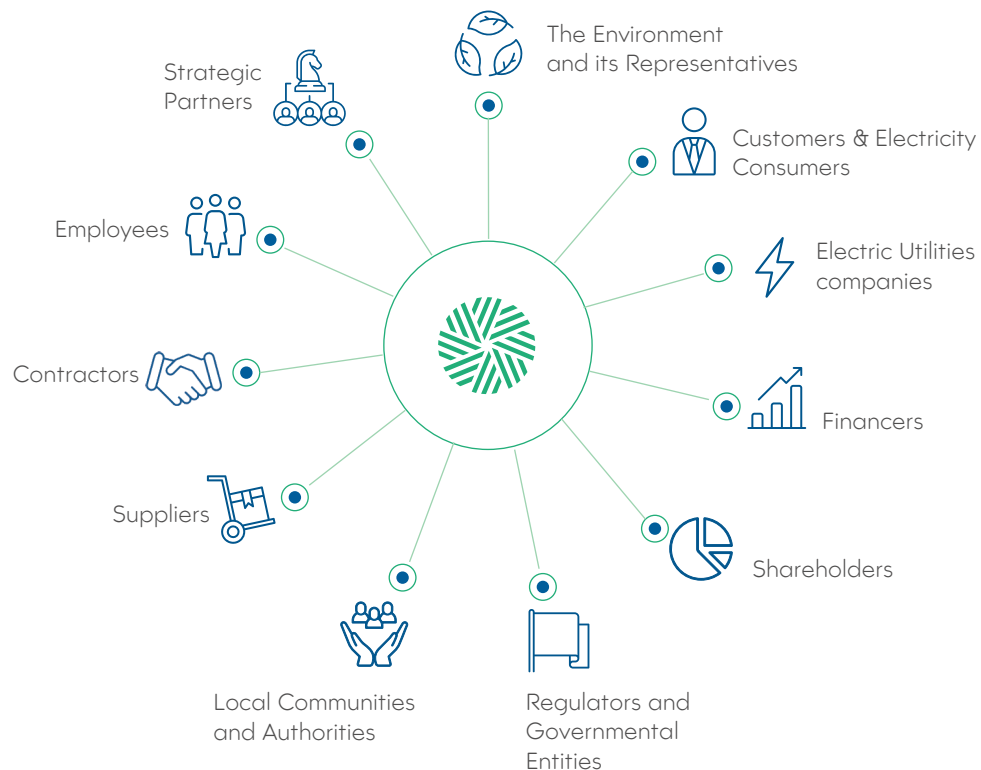 The Environment
and its Representatives
Strategic
Partners
Customers & Electricity
Consumers
Employees
Electric Utilities
companies
Contractors
Financers
Suppliers
Shareholders
Local Communities
and Authorities
Regulators and
Governmental
Entities